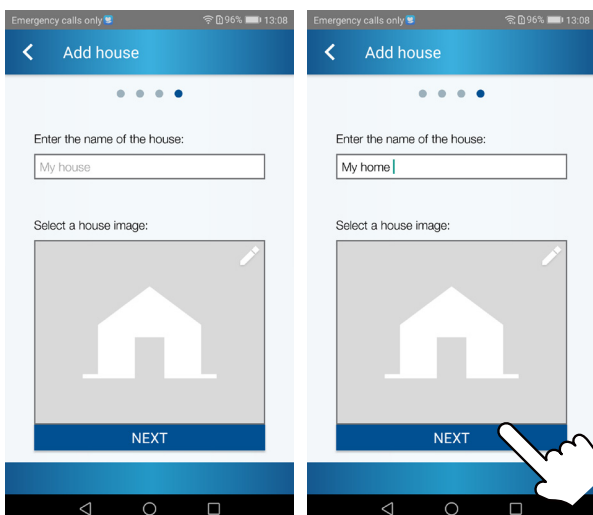 Emergency calls only 96% 13:08
Add house
Enter the name of the house:
My house
Select a house image:
NEXT
Emergency calls only 96% 13:08
Add house
Enter the name of the house:
My home
Select a house image:
NEXT